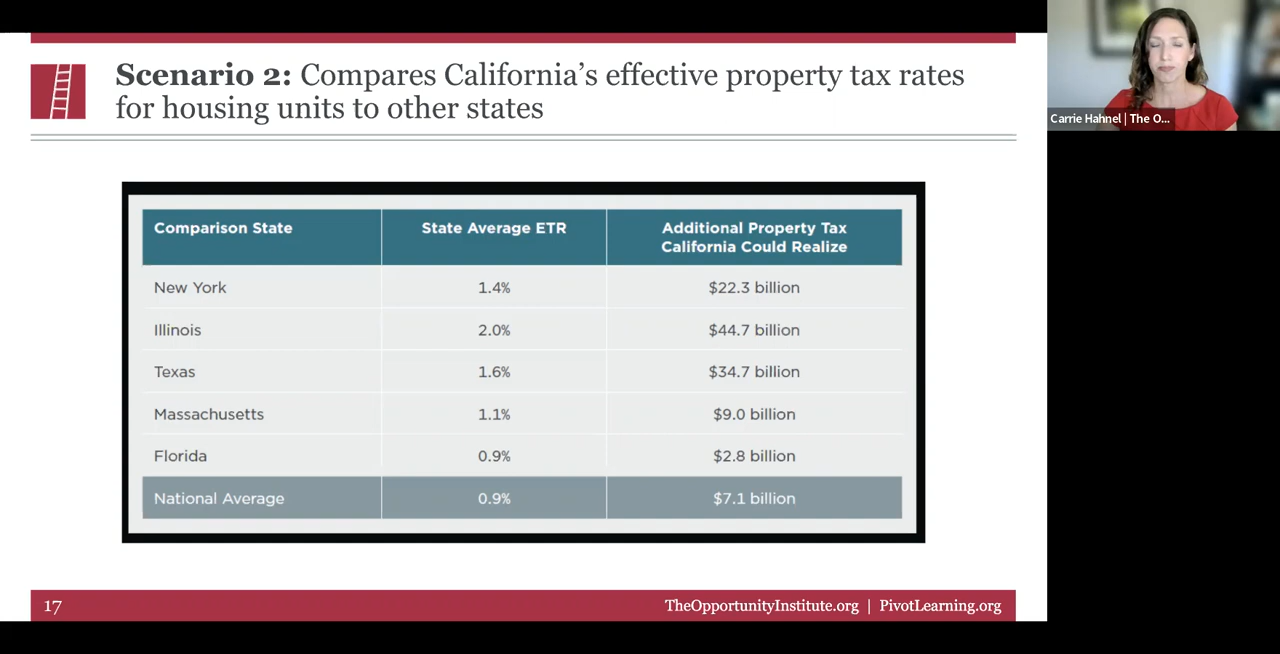 Scenario 2: Compares California’s effective property tax rates
for housing units to other states
Carrie Hahnel | The O...
Comparison State State Average ETR Additional Property Tax
California Could Realize
New York 1.4% $22.3 billion
Illinois 2.0% $44.7 billion
Texas 1.6% $34.7 billion
Massachusetts 1.1% $9.0 billion
Florida 0.9% $2.8 billion
National Average 0.9% $7.1 billion
17 TheOpportunityInstitute.org | PivotLearning.org